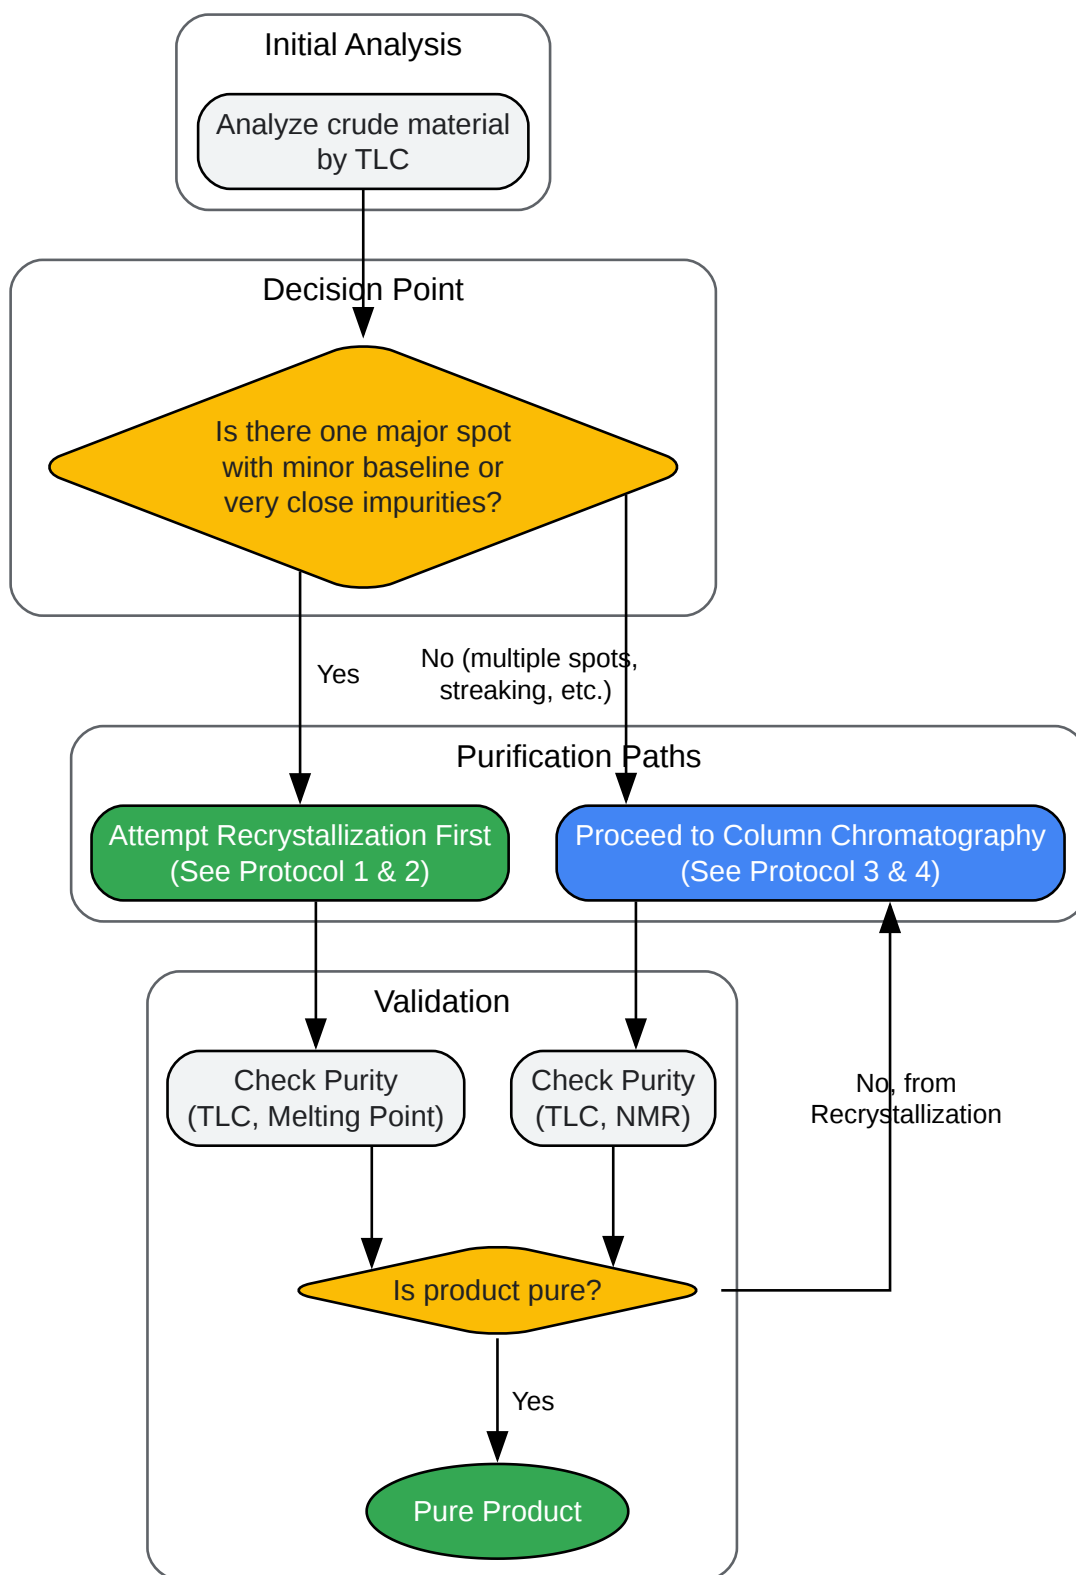 Initial Analysis
Analyze crude material
by TLC
Decision Point
Is there one major spot
with minor baseline or
very close impurities?
Yes
No (multiple spots,
streaking, etc.)
Purification Paths
Attempt Recrystallization First
(See Protocol 1 & 2)
Proceed to Column Chromatography
(See Protocol 3 & 4)
Validation
Check Purity
(TLC, Melting Point)
Check Purity
(TLC, NMR)
No, from
Recrystallization
Is product pure?
Yes
Pure Product